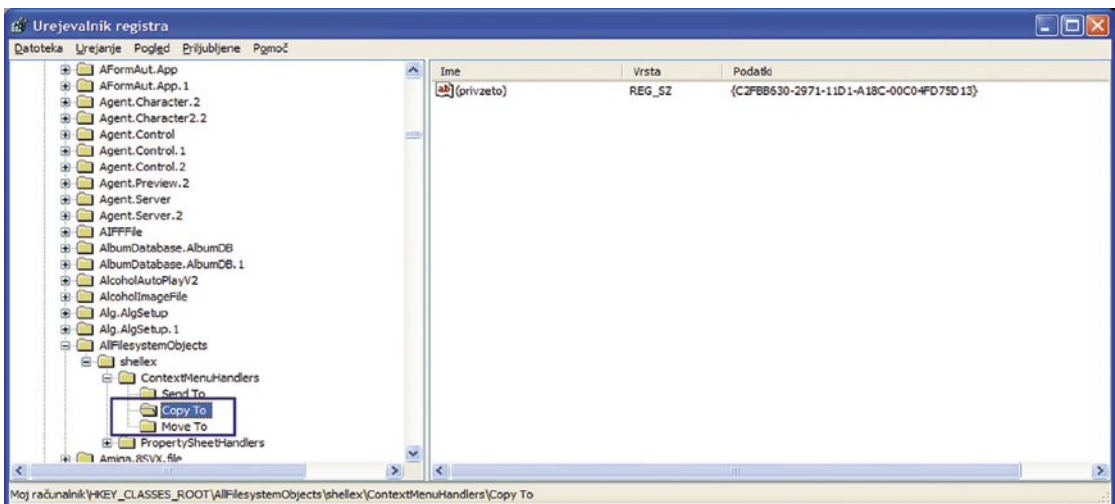 Urejevalnik registra
Datoteka Urejanje Pogled Priljubljene Pomoč
AFormAut.App
AFormAut.App.1
Agent.Character.2
Agent.Character2.2
Agent.Control
Agent.Control.1
Agent.Control.2
Agent.Preview.2
Agent.Server
Agent.Server.2
AIFFFile
AlbumDatabase.AlbumDB
AlbumDatabase.AlbumDB.1
AlcoholAutoPlayV2
AlcoholImageFile
Alg.AlgSetup
Alg.AlgSetup.1
AllFilesystemObjects
shellex
ContextMenuHandlers
Send To
Copy To
Move To
PropertySheetHandlers
Amiga.8SVX.file
Ime Vrsta Podatki
ab (privzeto) REG_SZ {C2FBB630-2971-11D1-A18C-00C04FD75D13}
Moj računalnik\HKEY_CLASSES_ROOT\AllFilesystemObjects\shellex\ContextMenuHandlers\Copy To